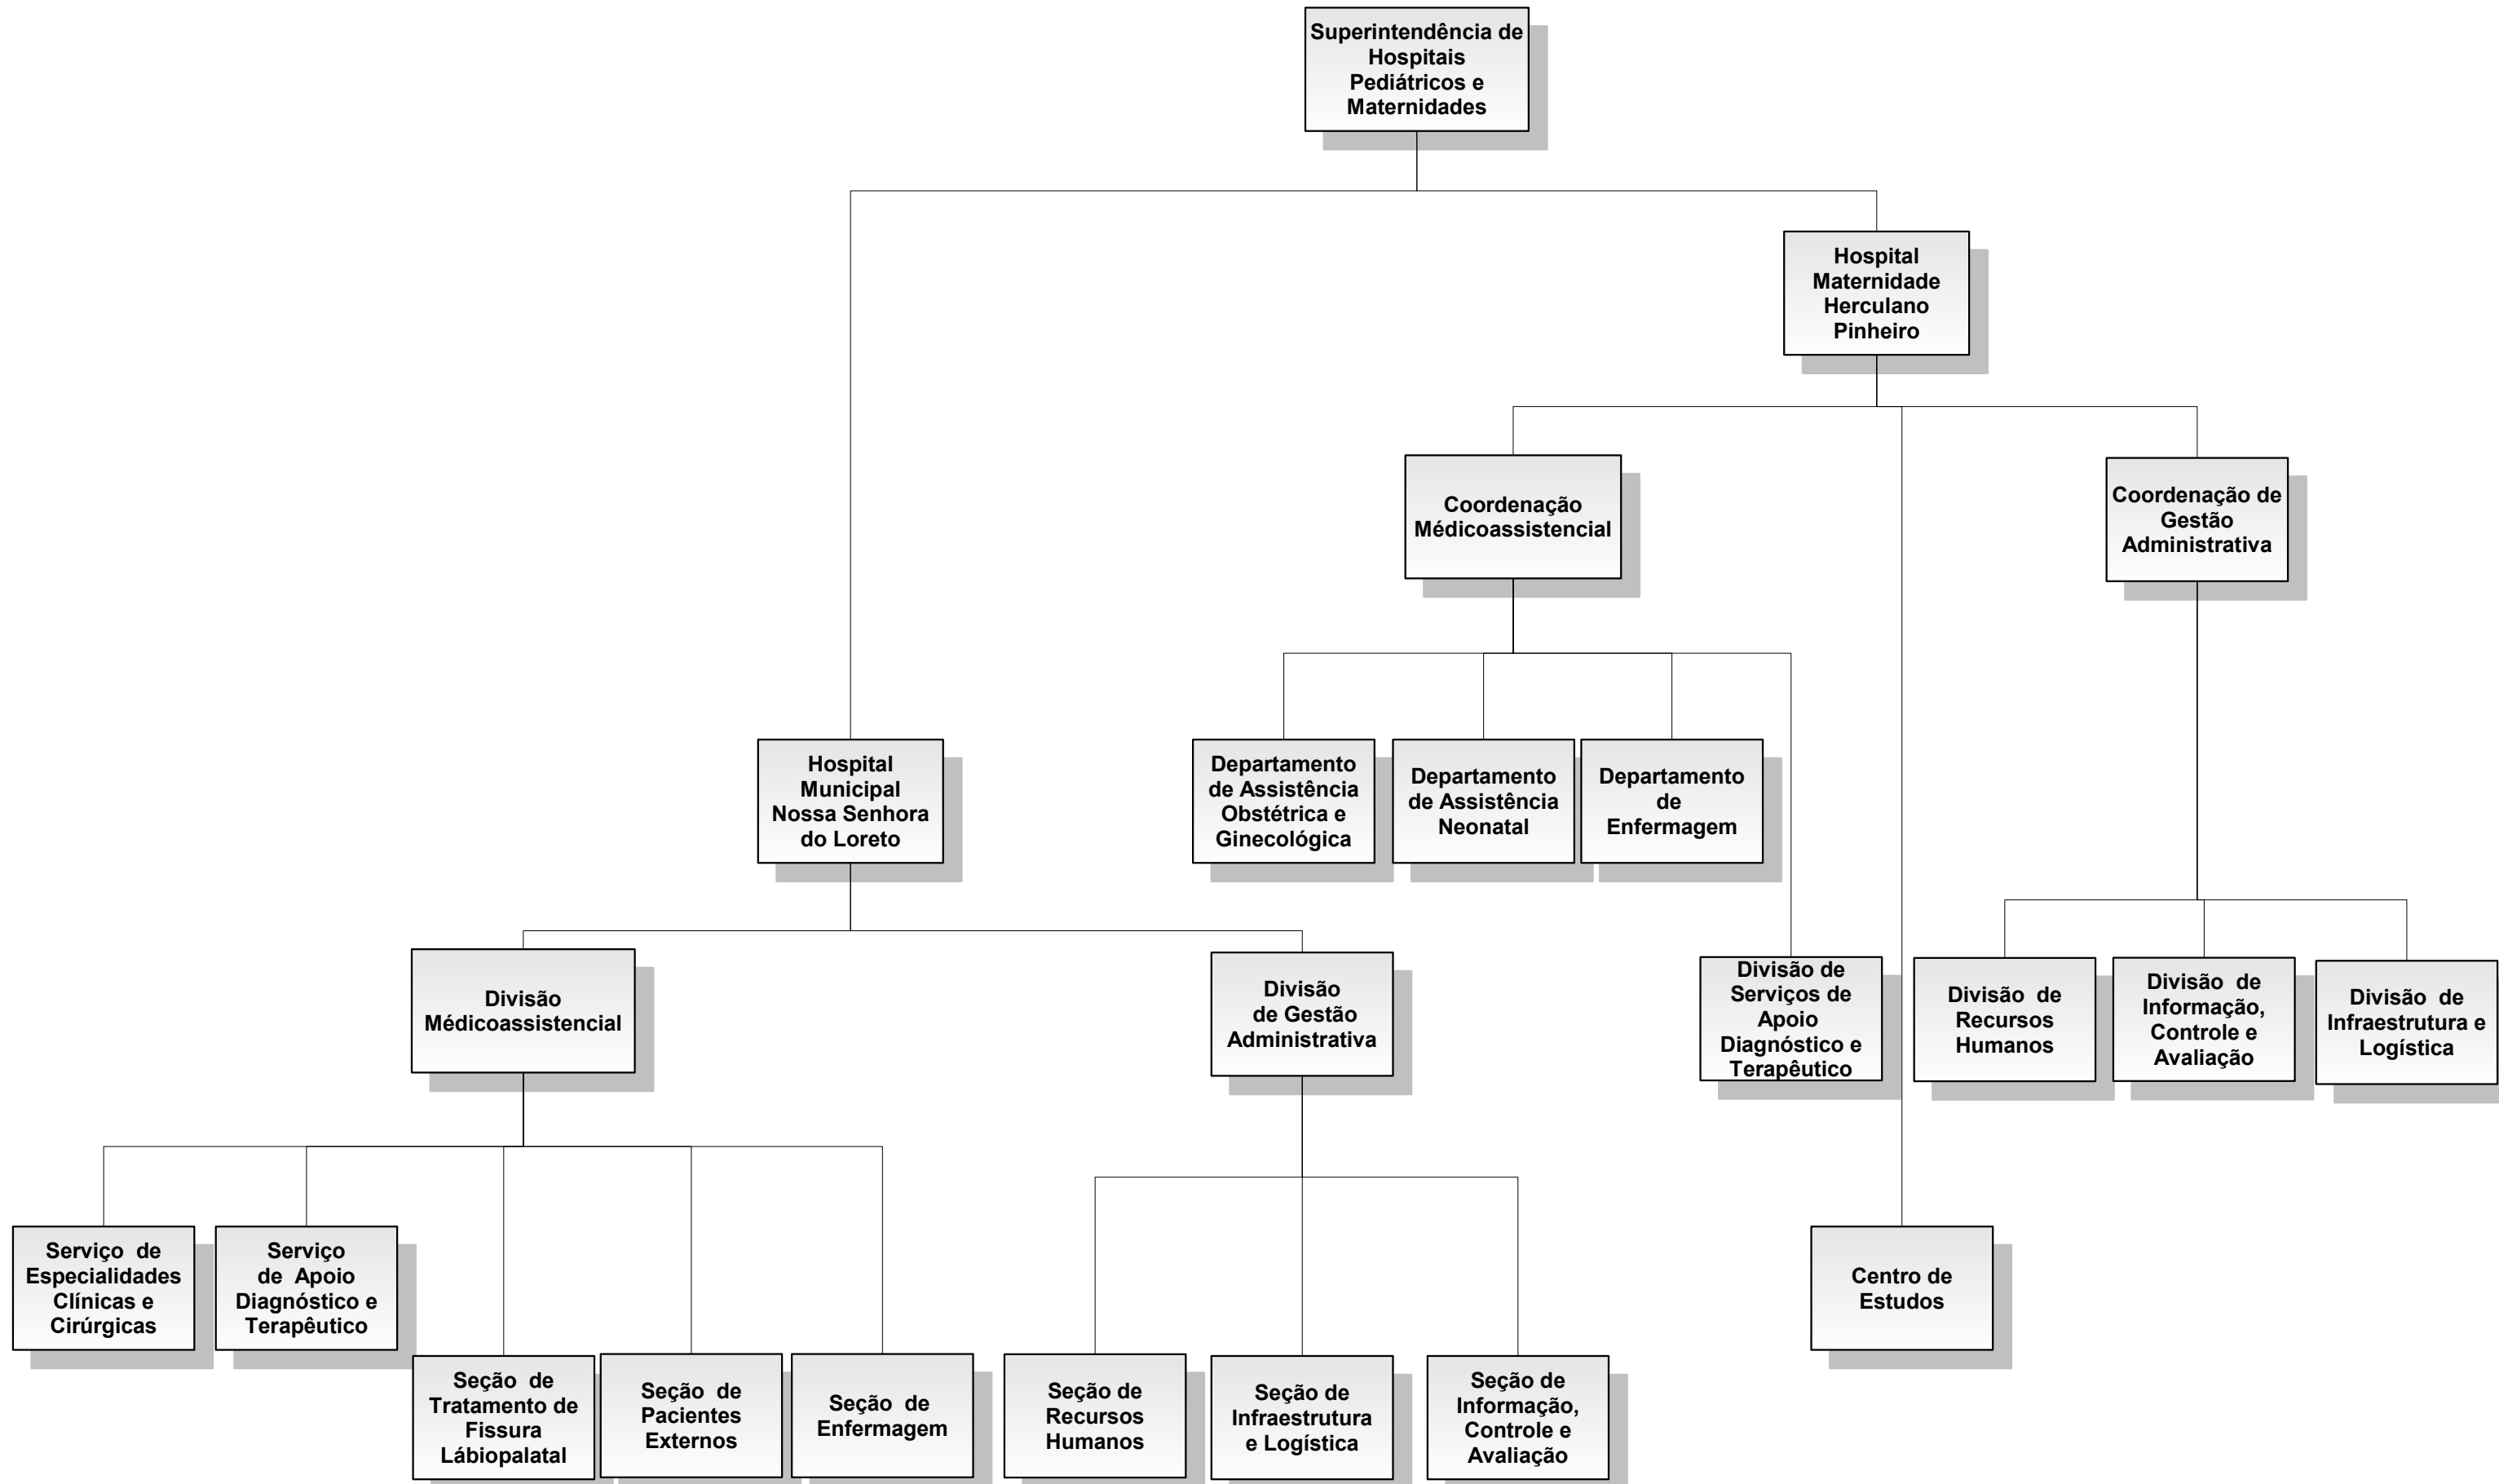 Superintendência de
Hospitais
Pediátricos e
Maternidades
Hospital
Maternidade
Herculano
Pinheiro
Coordenação
Médicoassistencial
Coordenação de
Gestão
Administrativa
Hospital
Municipal
Nossa Senhora
do Loreto
Departamento
de Assistência
Obstétrica e
Ginecológica
Departamento
de Assistência
Neonatal
Departamento
de
Enfermagem
Divisão
Médicoassistencial
Divisão
de Gestão
Administrativa
Divisão de
Serviços de
Apoio
Diagnóstico e
Terapêutico
Divisão de
Recursos
Humanos
Divisão de
Informação,
Controle e
Avaliação
Divisão de
Infraestrutura e
Logística
Serviço de
Especialidades
Clínicas e
Cirúrgicas
Serviço
de Apoio
Diagnóstico e
Terapêutico
Centro de
Estudos
Seção de
Tratamento de
Fissura
Lábiopalatal
Seção de
Pacientes
Externos
Seção de
Enfermagem
Seção de
Recursos
Humanos
Seção de
Infraestrutura
e Logística
Seção de
Informação,
Controle e
Avaliação